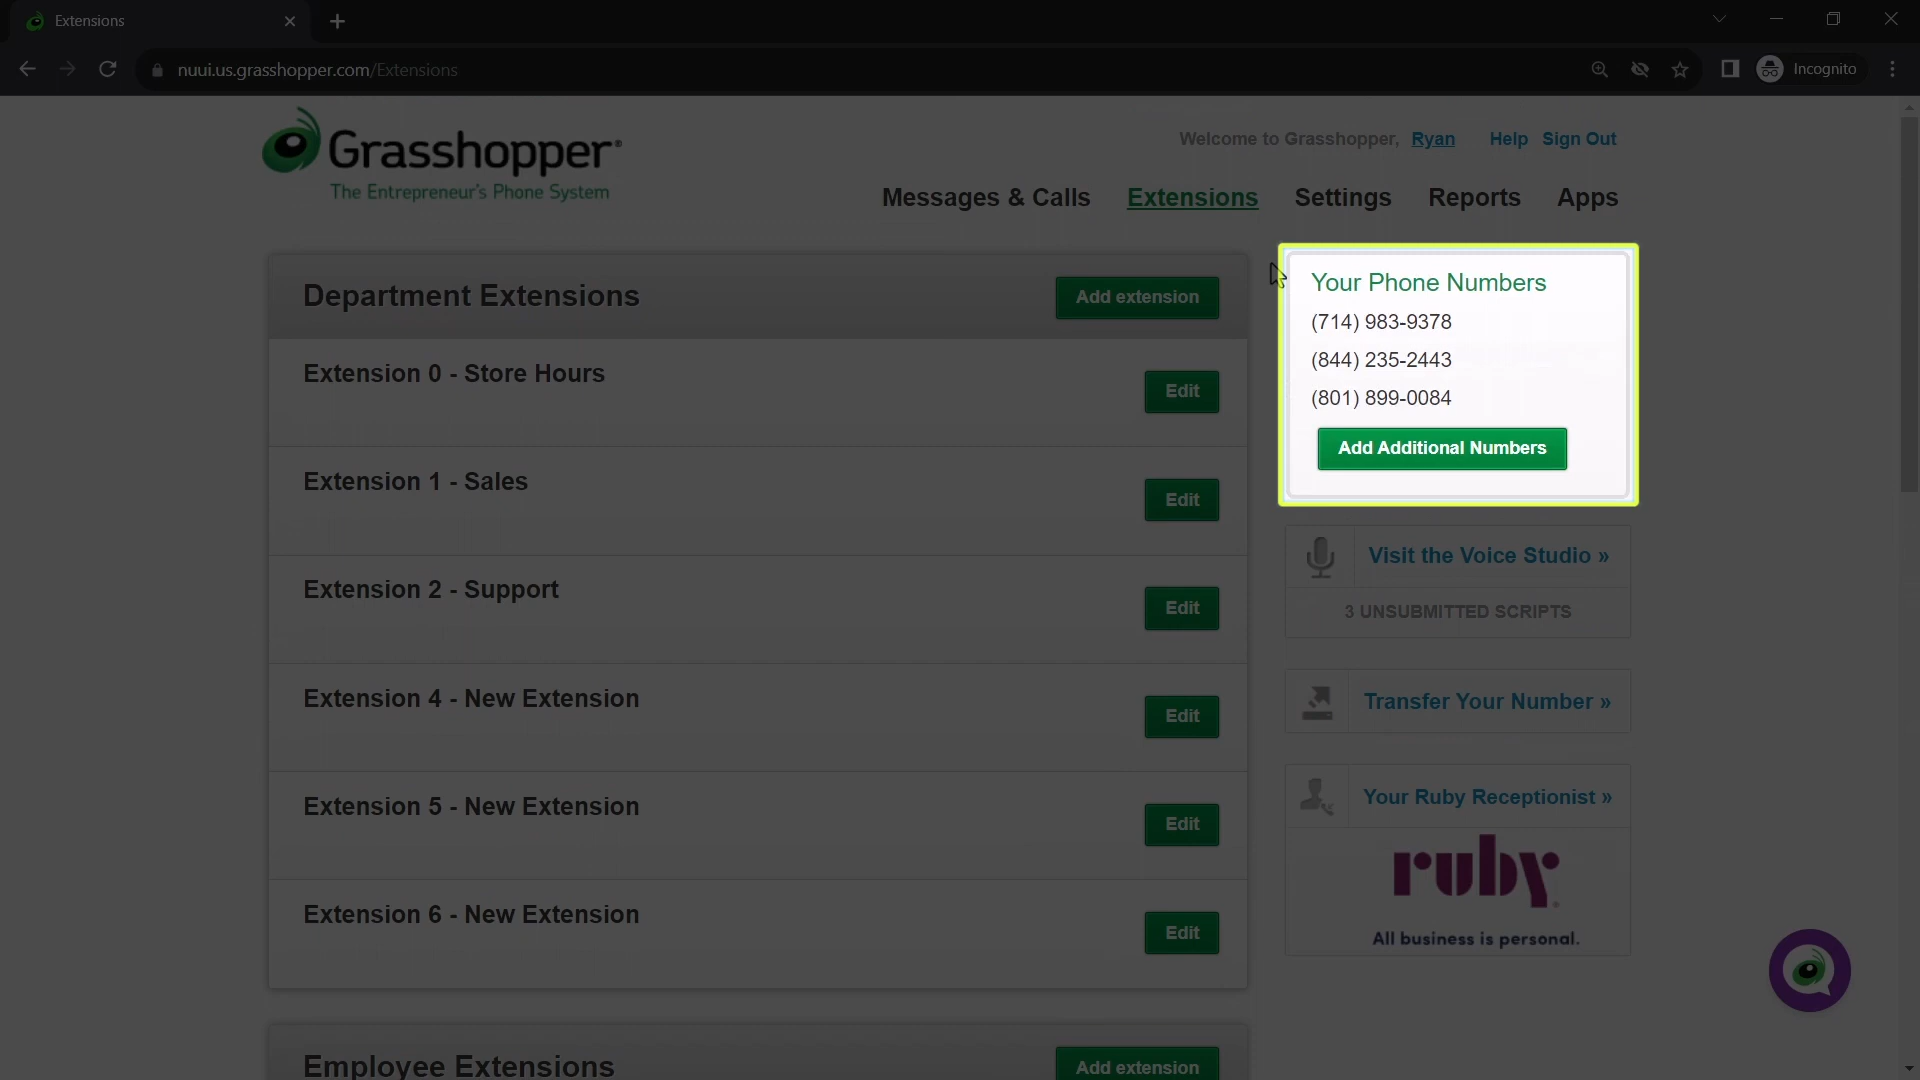 Extensions
nuui.us.grasshopper.com/Extensions
Incognito
Grasshopper®
The Entrepreneur's Phone System
Welcome to Grasshopper, Ryan Help Sign Out
Messages & Calls Extensions Settings Reports Apps
Department Extensions
Add extension
Extension 0 - Store Hours
Edit
Extension 1 - Sales
Edit
Extension 2 - Support
Edit
Extension 4 - New Extension
Edit
Extension 5 - New Extension
Edit
Extension 6 - New Extension
Edit
Employee Extensions
Add extension
Your Phone Numbers
(714) 983-9378
(844) 235-2443
(801) 899-0084
Add Additional Numbers
Visit the Voice Studio »
3 UNSUBMITTED SCRIPTS
Transfer Your Number »
Your Ruby Receptionist »
ruby
All business is personal.